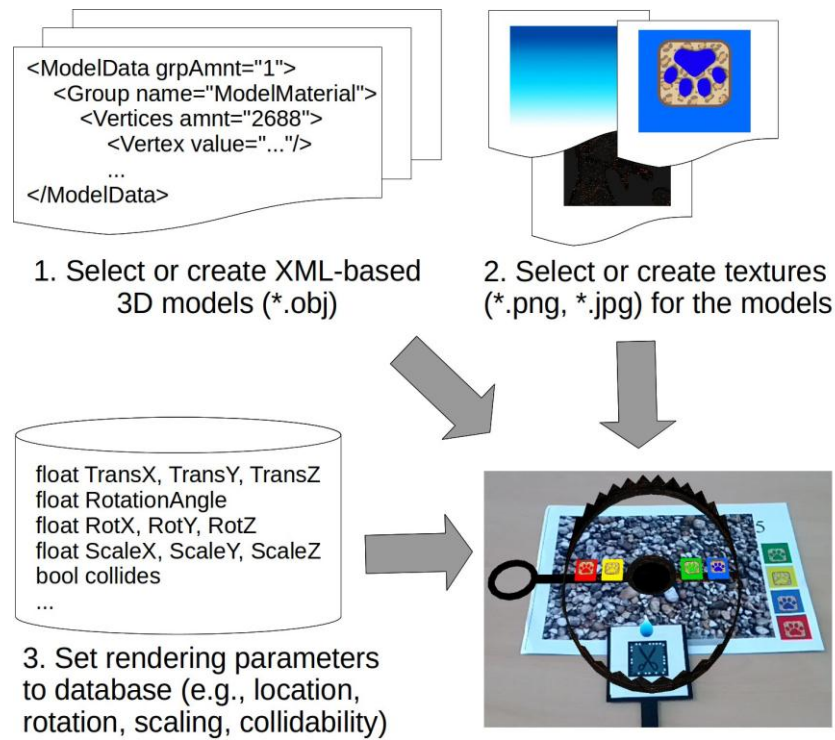 <ModelData grpAmnt="1">
<Group name="ModelMaterial">
<Vertices amnt="2688">
<Vertex value="..."/>
...
</ModelData>
1. Select or create XML-based
3D models (*.obj)
2. Select or create textures
(*.png, *.jpg) for the models
float TransX, TransY, TransZ
float RotationAngle
float RotX, RotY, RotZ
float ScaleX, ScaleY, ScaleZ
bool collides
...
3. Set rendering parameters
to database (e.g., location,
rotation, scaling, collidability)
5